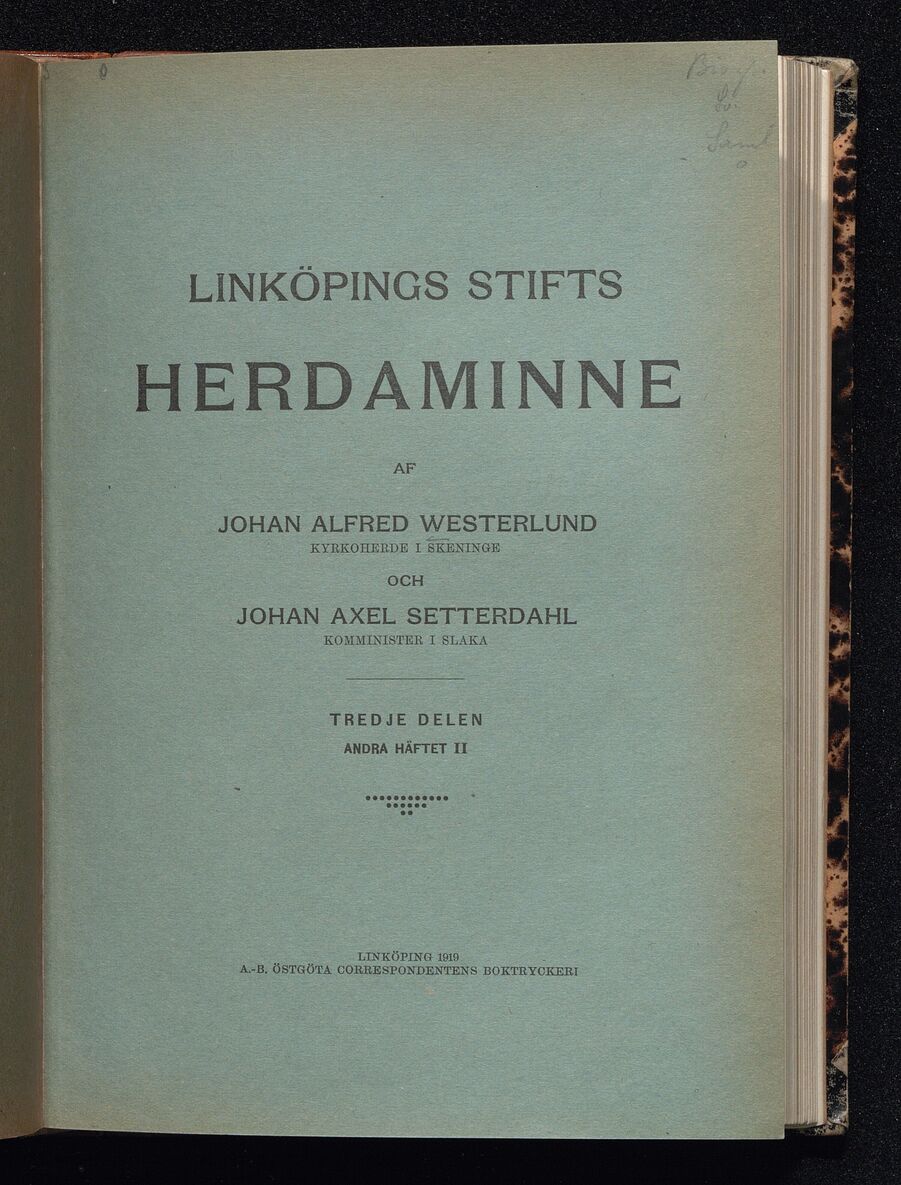 LINKÖPINGS STIFTS
HERDAMINNE
AF
JOHAN ALFRED WESTERLUND
KYRKOHERDE I SKENINGE
OCH
JOHAN AXEL SETTERDAHL
KOMMINISTER I SLAKA
TREDJE DELEN
ANDRA HÄFTET II
LINKÖPING 1919
A.-B. ÖSTGÖTA CORRESPONDENTENS BOKTRYCKERI